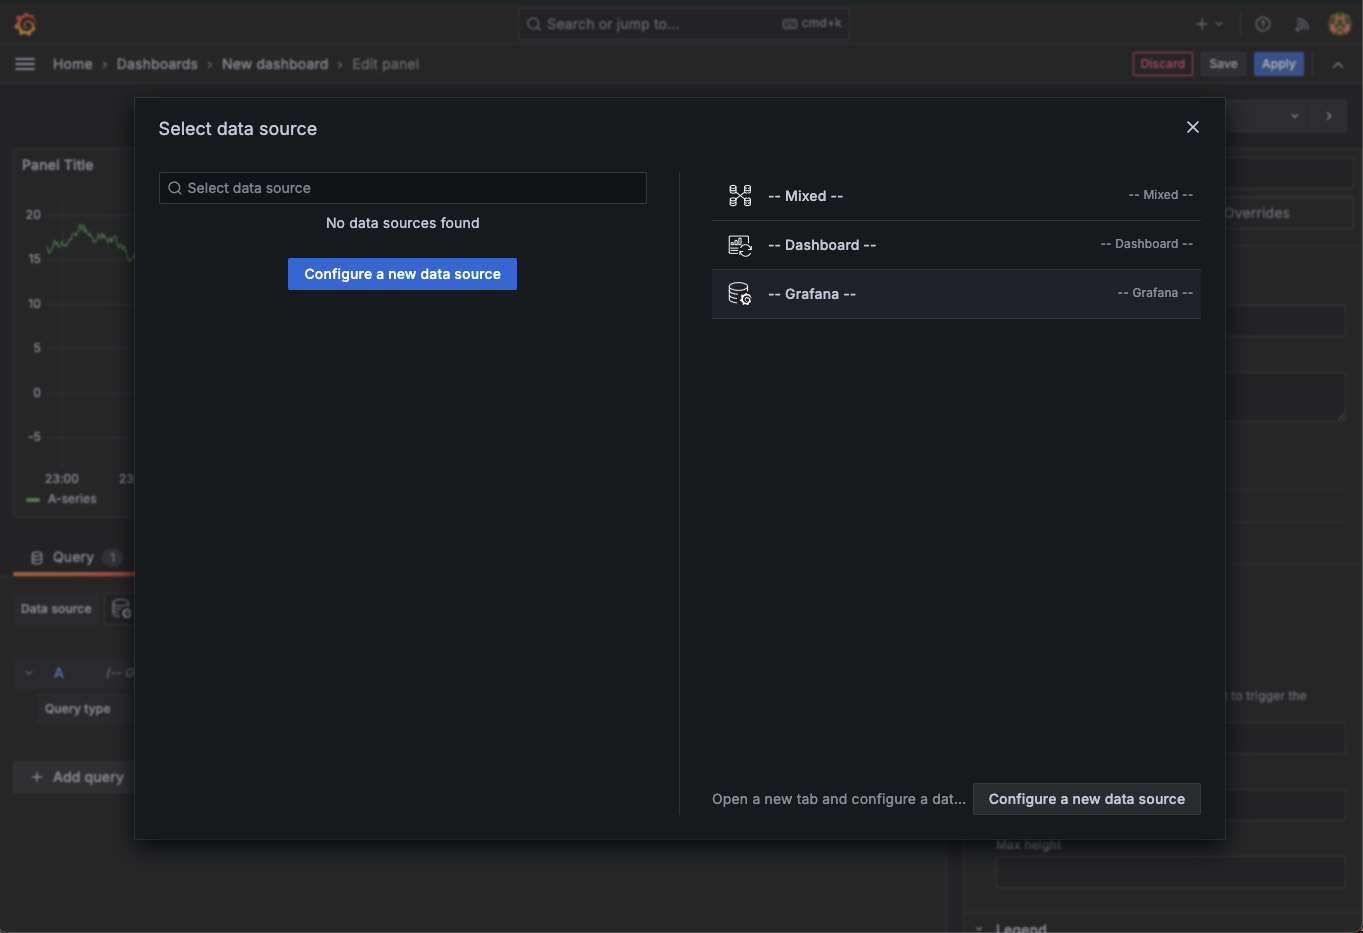 Search or jump to...
cmd+k
Home › Dashboards › New dashboard › Edit panel
Discard
Save
Apply
Select data source
Panel Title
Select data source
No data sources found
Configure a new data source
-- Mixed --
-- Mixed --
-- Dashboard --
-- Dashboard --
-- Grafana --
-- Grafana --
Overrides
20
15
10
5
0
-5
23:00
23
A-series
Query 1
Data source
A
(-- G
Query type
to trigger the
Add query
Open a new tab and configure a dat...
Configure a new data source
Max height
Legend